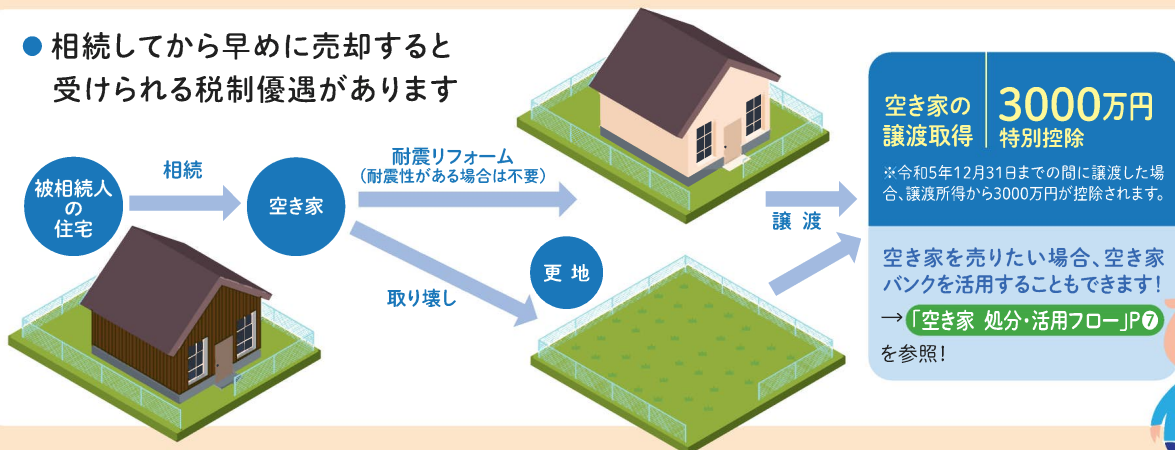 ● 相続してから早めに売却すると
受けられる税制優遇があります
被相続人
の
住宅
相続
空き家
耐震リフォーム
(耐震性がある場合は不要)
取り壊し
更 地
譲 渡
空き家の
譲渡取得
3000万円
特別控除
※令和5年12月31日までの間に譲渡した場
合、譲渡所得から3000万円が控除されます。
空き家を売りたい場合、空き家
バンクを活用することもできます!
→「空き家 処分・活用フロー」P❼
を参照!